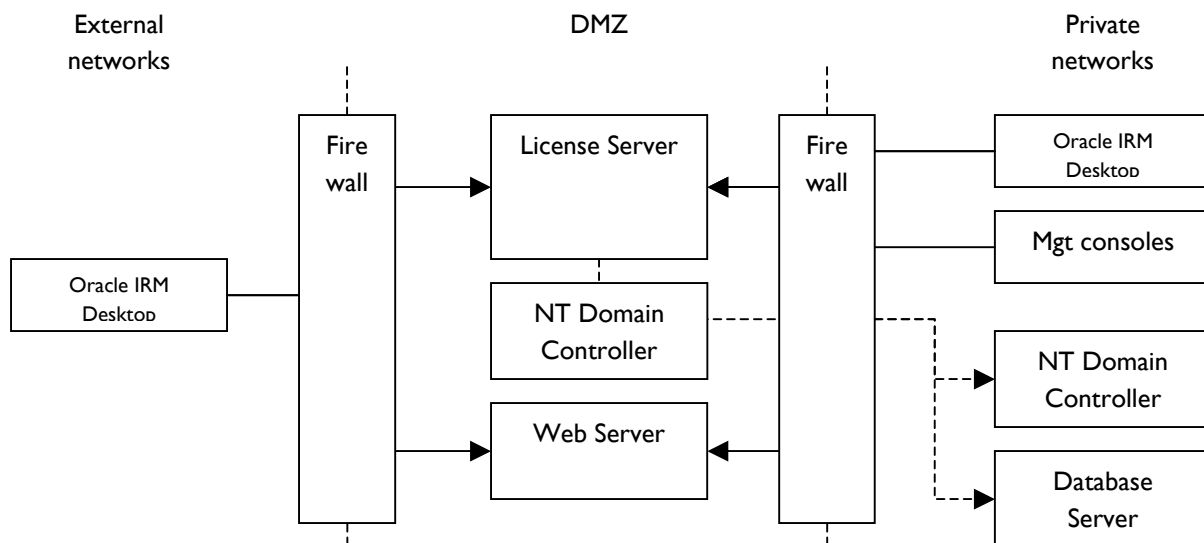 External
networks
DMZ
Private
networks
Fire
wall
License Server
Fire
wall
Oracle IRM
Desktop
Mgt consoles
Oracle IRM
Desktop
NT Domain
Controller
NT Domain
Controller
Web Server
Database
Server